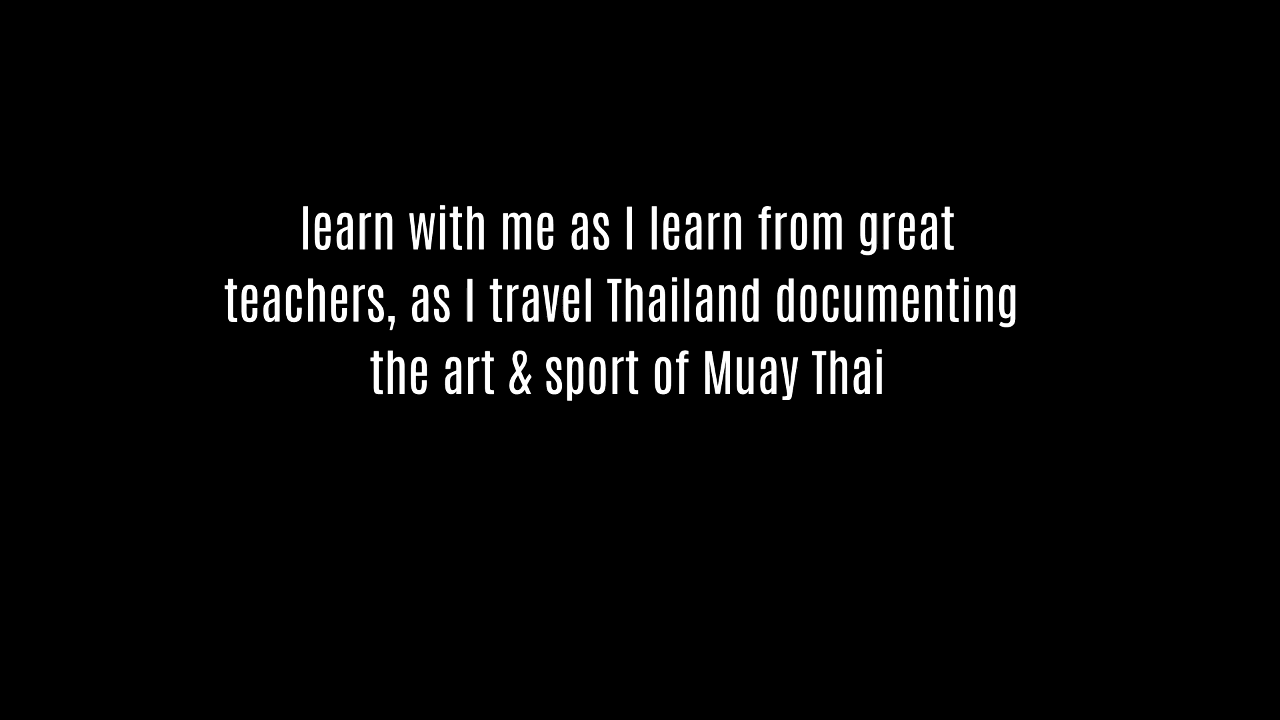 learn with me as I learn from great
teachers, as I travel Thailand documenting
the art & sport of Muay Thai